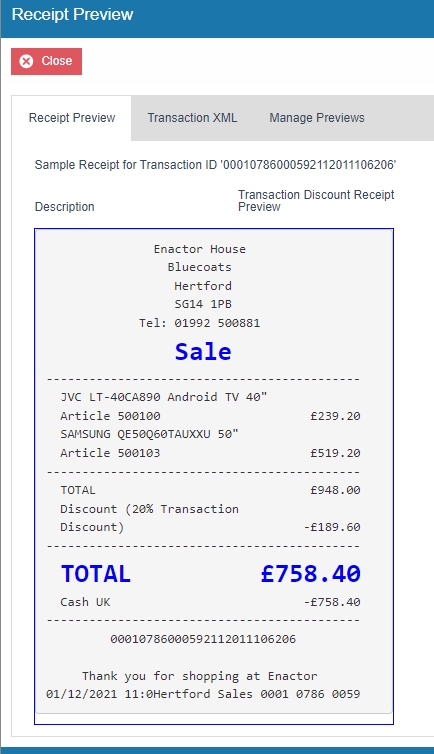 Receipt Preview
Close
Receipt Preview Transaction XML Manage Previews
Sample Receipt for Transaction ID '00010786000592112011106206'
Description Transaction Discount Receipt Preview
Enactor House
Bluecoats
Hertford
SG14 1PB
Tel: 01992 500881
Sale
---------------------------------------------
JVC LT-40CA890 Android TV 40"
Article 500100 £239.20
SAMSUNG QE50Q60TAUXXU 50"
Article 500103 £519.20
---------------------------------------------
TOTAL £948.00
Discount (20% Transaction
Discount) -£189.60
---------------------------------------------
TOTAL £758.40
Cash UK -£758.40
---------------------------------------------
00010786000592112011106206
Thank you for shopping at Enactor
01/12/2021 11:0Hertford Sales 0001 0786 0059